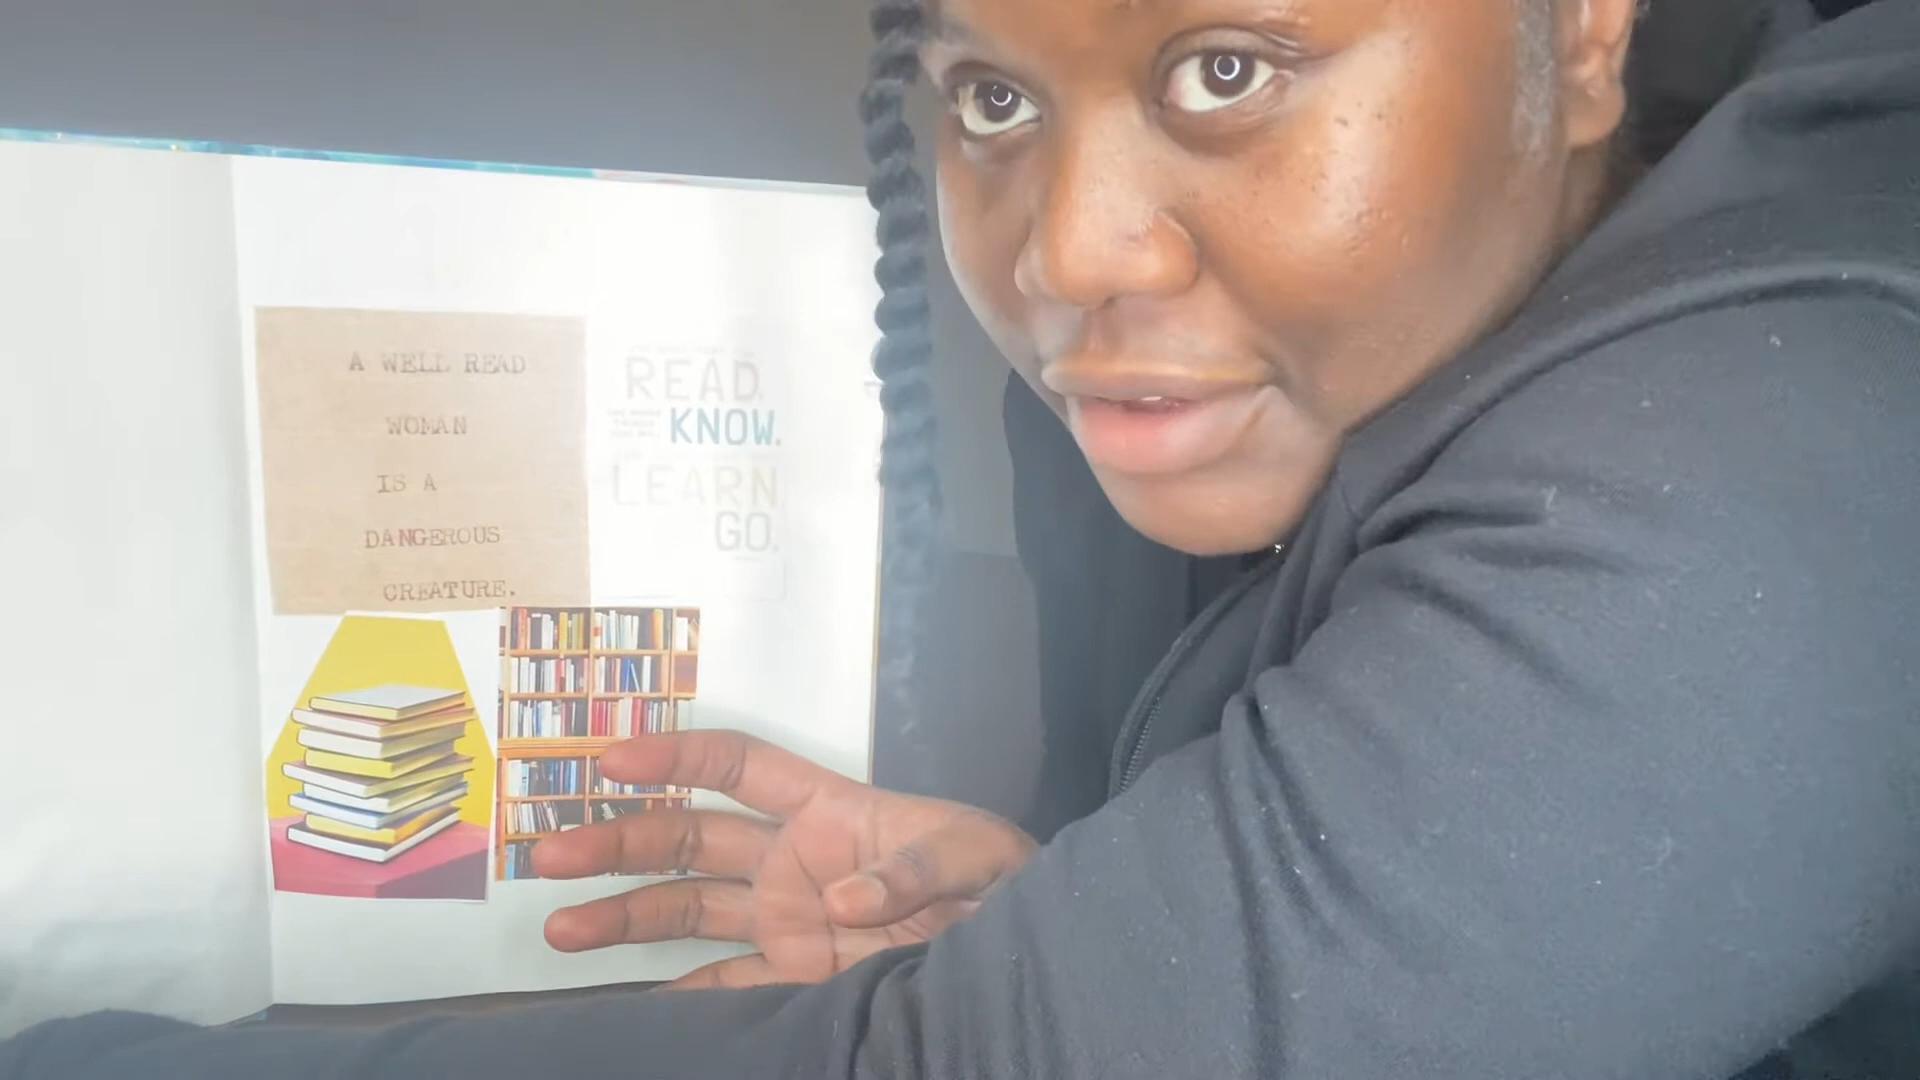 A WELL READ
WOMAN
IS A
DANGEROUS
CREATURE.
READ.
KNOW.
LEARN
GO.